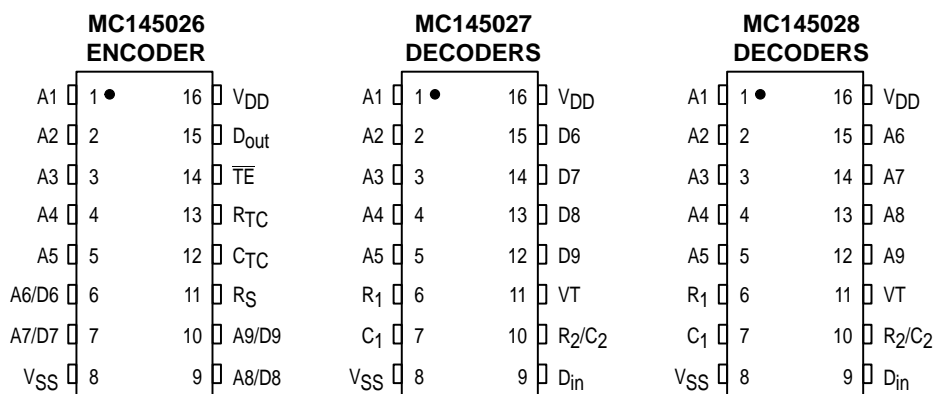 MC145026
ENCODER
A1 1 16 VDD
A2 2 15 Dout
A3 3 14 TE
A4 4 13 RTC
A5 5 12 CTC
A6/D6 6 11 RS
A7/D7 7 10 A9/D9
VSS 8 9 A8/D8
MC145027
DECODERS
A1 1 16 VDD
A2 2 15 D6
A3 3 14 D7
A4 4 13 D8
A5 5 12 D9
R1 6 11 VT
C1 7 10 R2/C2
VSS 8 9 Din
MC145028
DECODERS
A1 1 16 VDD
A2 2 15 A6
A3 3 14 A7
A4 4 13 A8
A5 5 12 A9
R1 6 11 VT
C1 7 10 R2/C2
VSS 8 9 Din